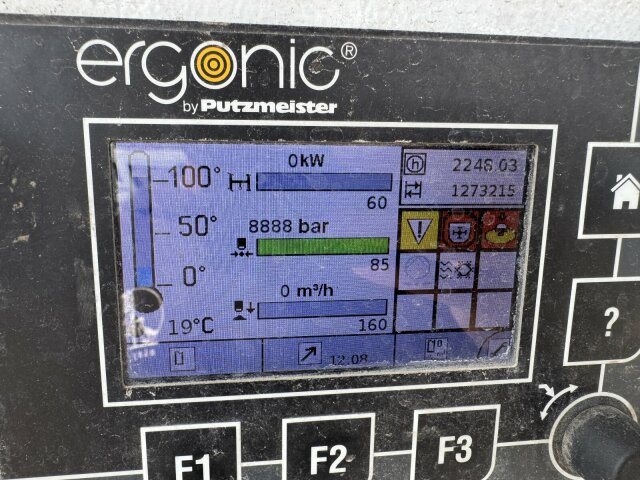 ergonic®
by Putzmeister
100°
50°
0°
19°C
0kW
60
8888 bar
85
0 m³/h
160
h 2246 03
1273215
12.08
?
F1
F2
F3